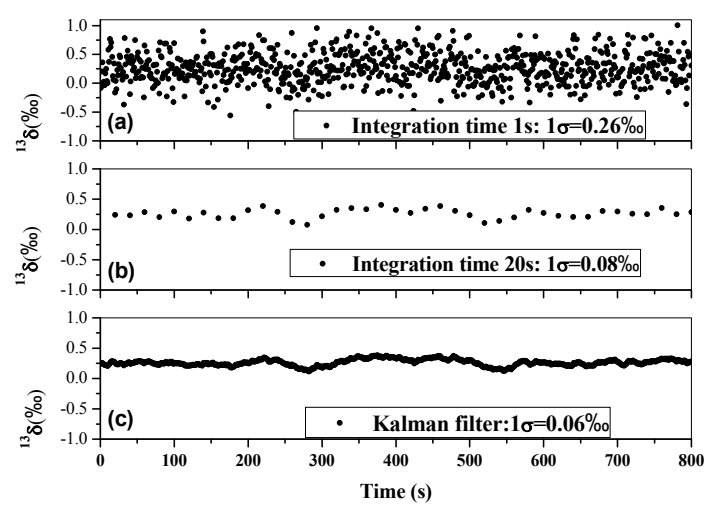 1.0
0.5
0.0
-0.5
-1.0
¹³δ(‰)
(a)
• Integration time 1s: 1σ=0.26‰
1.0
0.5
0.0
-0.5
-1.0
¹³δ(‰)
(b)
• Integration time 20s: 1σ=0.08‰
1.0
0.5
0.0
-0.5
-1.0
¹³δ(‰)
(c)
• Kalman filter:1σ=0.06‰
0 100 200 300 400 500 600 700 800
Time (s)